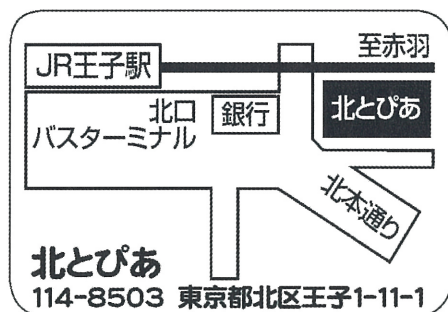 至赤羽
JR王子駅
北とぴあ
北口
バスターミナル
銀行
北本通り
北とぴあ
114-8503 東京都北区王子1-11-1